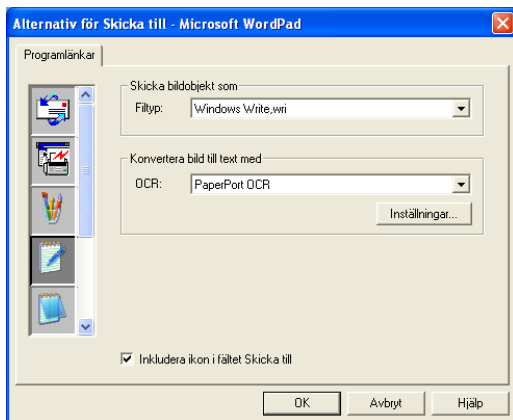 Alternativ för Skicka till - Microsoft WordPad
Programlänkar
Skicka bildobjekt som
Filtyp: Windows Write,wri
Konvertera bild till text med
OCR: PaperPort OCR
Inställningar...
Inkludera ikon i fältet Skicka till
OK Avbryt Hjälp